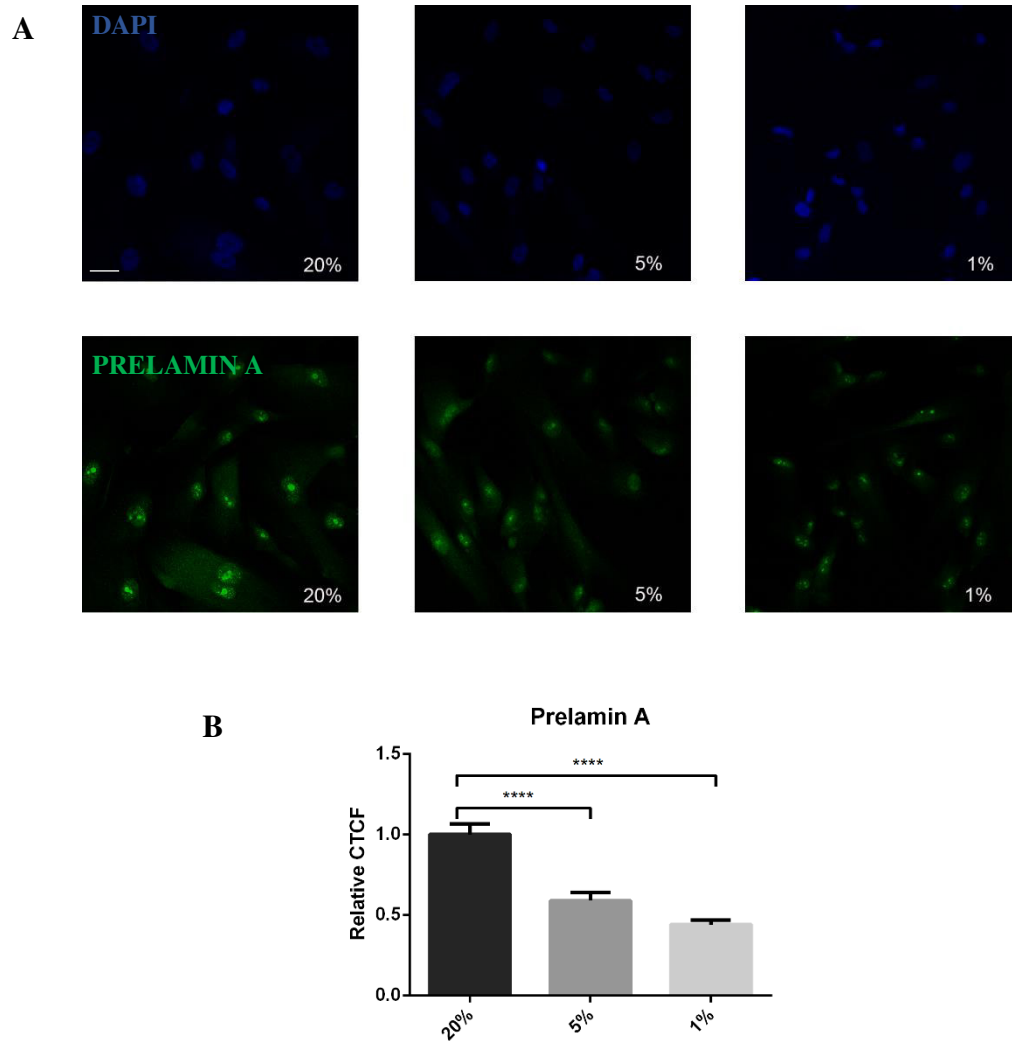 A
DAPI
20%
5%
1%
PRELAMIN A
20%
5%
1%
B
Prelamin A
****
****
1.5
1.0
0.5
0.0
Relative CTCF
20%
5%
1%